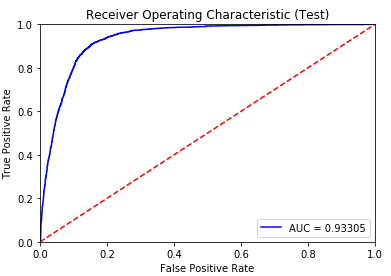 Receiver Operating Characteristic (Test)
True Positive Rate
1.0
0.8
0.6
0.4
0.2
0.0
AUC = 0.93305
0.0 0.2 0.4 0.6 0.8 1.0
False Positive Rate